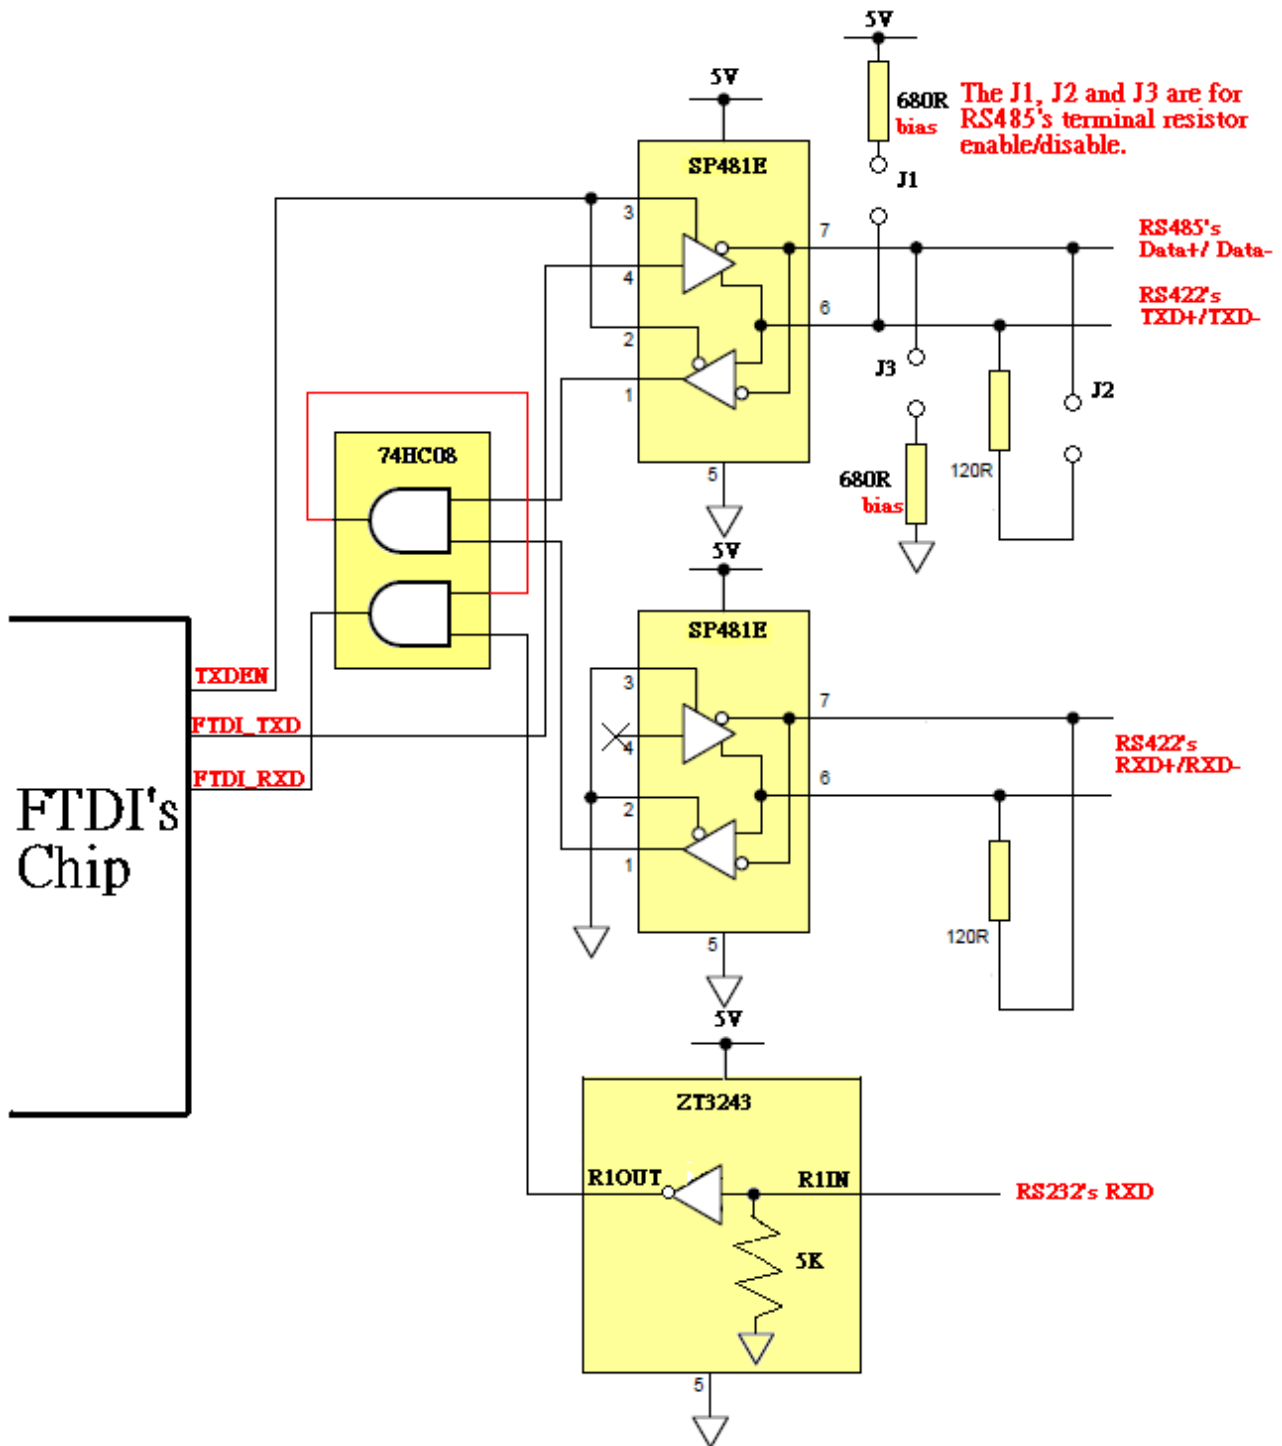 5V
680R
bias
The J1, J2 and J3 are for
RS485's terminal resistor
enable/disable.
J1
5V
SP481E
3
4
2
1
7
6
5
RS485's
Data+/ Data-
RS422's
TXD+/TXD-
J3
J2
680R
bias
120R
74HC08
5V
SP481E
3
4
2
1
7
6
5
RS422's
RXD+/RXD-
120R
TXDEN
FTDI_TXD
FTDI_RXD
FTDI's
Chip
5V
ZT3243
R1OUT
R1IN
RS232's RXD
5K
5